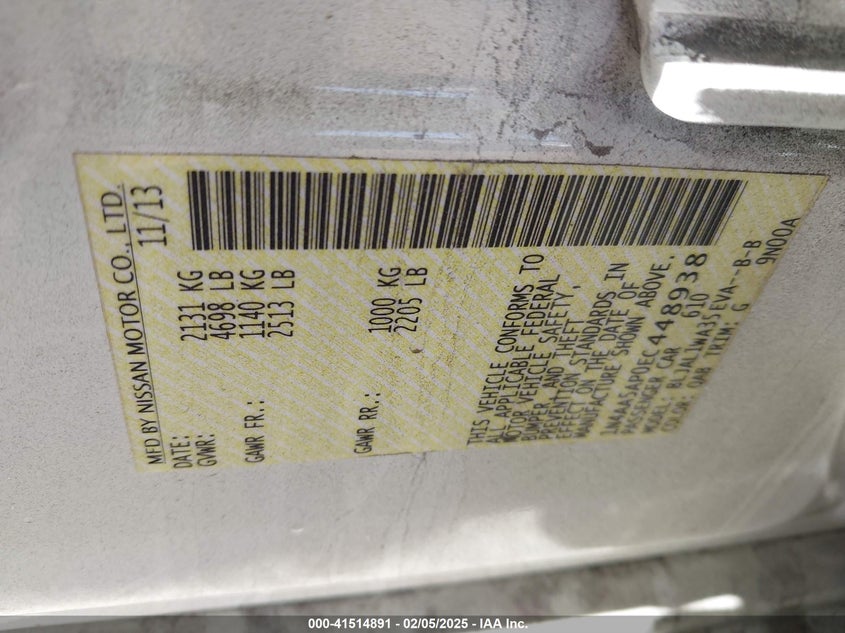 MFD BY NISSAN MOTOR CO., LTD.
DATE: 11/13
GVWR: 2131 KG
4698 LB
GAWR FR.: 1140 KG
2513 LB
GAWR RR.: 1000 KG
2205 LB
THIS VEHICLE CONFORMS TO
ALL APPLICABLE FEDERAL
MOTOR VEHICLE SAFETY,
BUMPER AND THEFT
PREVENTION STANDARDS IN
EFFECT ON THE DATE OF
MANUFACTURE SHOWN ABOVE.
1N4AA5AP0EC448938
PASSENGER CAR 610
MODEL: BLJALIWA35EVA--B-B
COLOR: QAB TRIM: G 9N00A
000-41514891 - 02/05/2025 - IAA Inc.